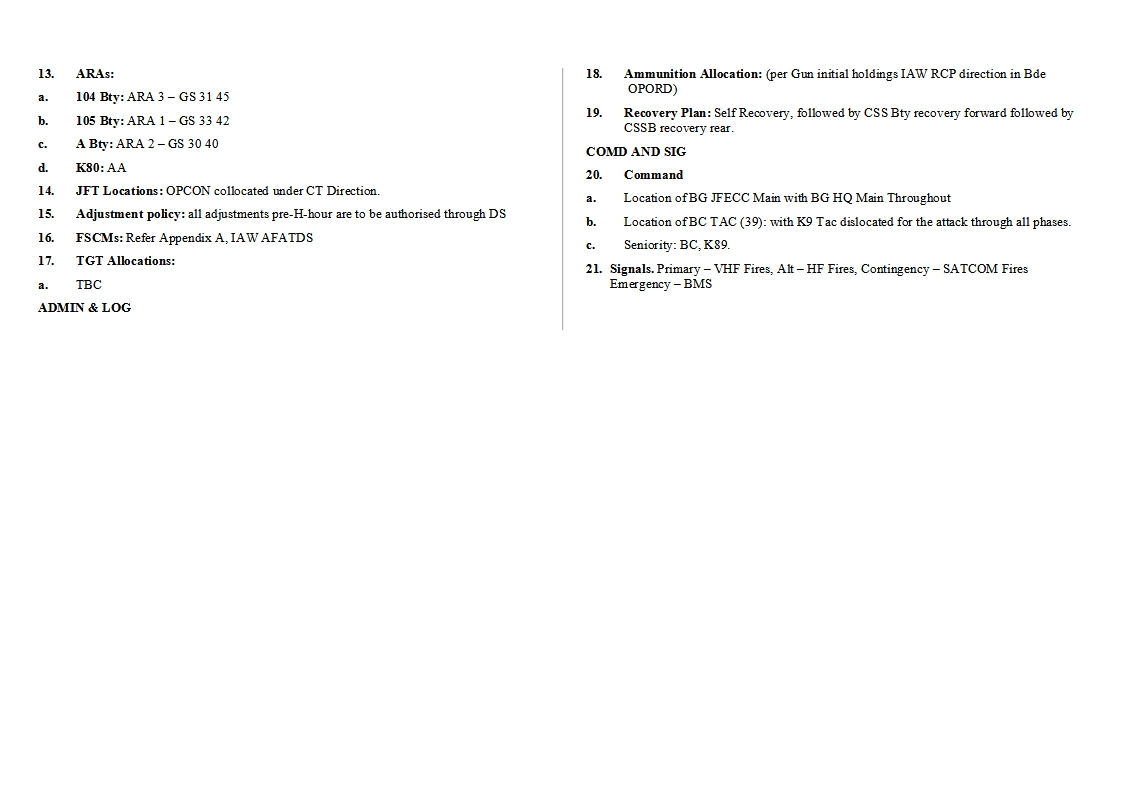 13. ARAs:
a. 104 Bty: ARA 3 – GS 31 45
b. 105 Bty: ARA 1 – GS 33 42
c. A Bty: ARA 2 – GS 30 40
d. K80: AA
14. JFT Locations: OPCON collocated under CT Direction.
15. Adjustment policy: all adjustments pre-H-hour are to be authorised through DS
16. FSCMs: Refer Appendix A, IAW AFATDS
17. TGT Allocations:
a. TBC
ADMIN & LOG
18. Ammunition Allocation: (per Gun initial holdings IAW RCP direction in Bde
OPORD)
19. Recovery Plan: Self Recovery, followed by CSS Bty recovery forward followed by
CSSB recovery rear.
COMD AND SIG
20. Command
a. Location of BG JFECC Main with BG HQ Main Throughout
b. Location of BC TAC (39): with K9 Tac dislocated for the attack through all phases.
c. Seniority: BC, K89.
21. Signals. Primary – VHF Fires, Alt – HF Fires, Contingency – SATCOM Fires
Emergency – BMS